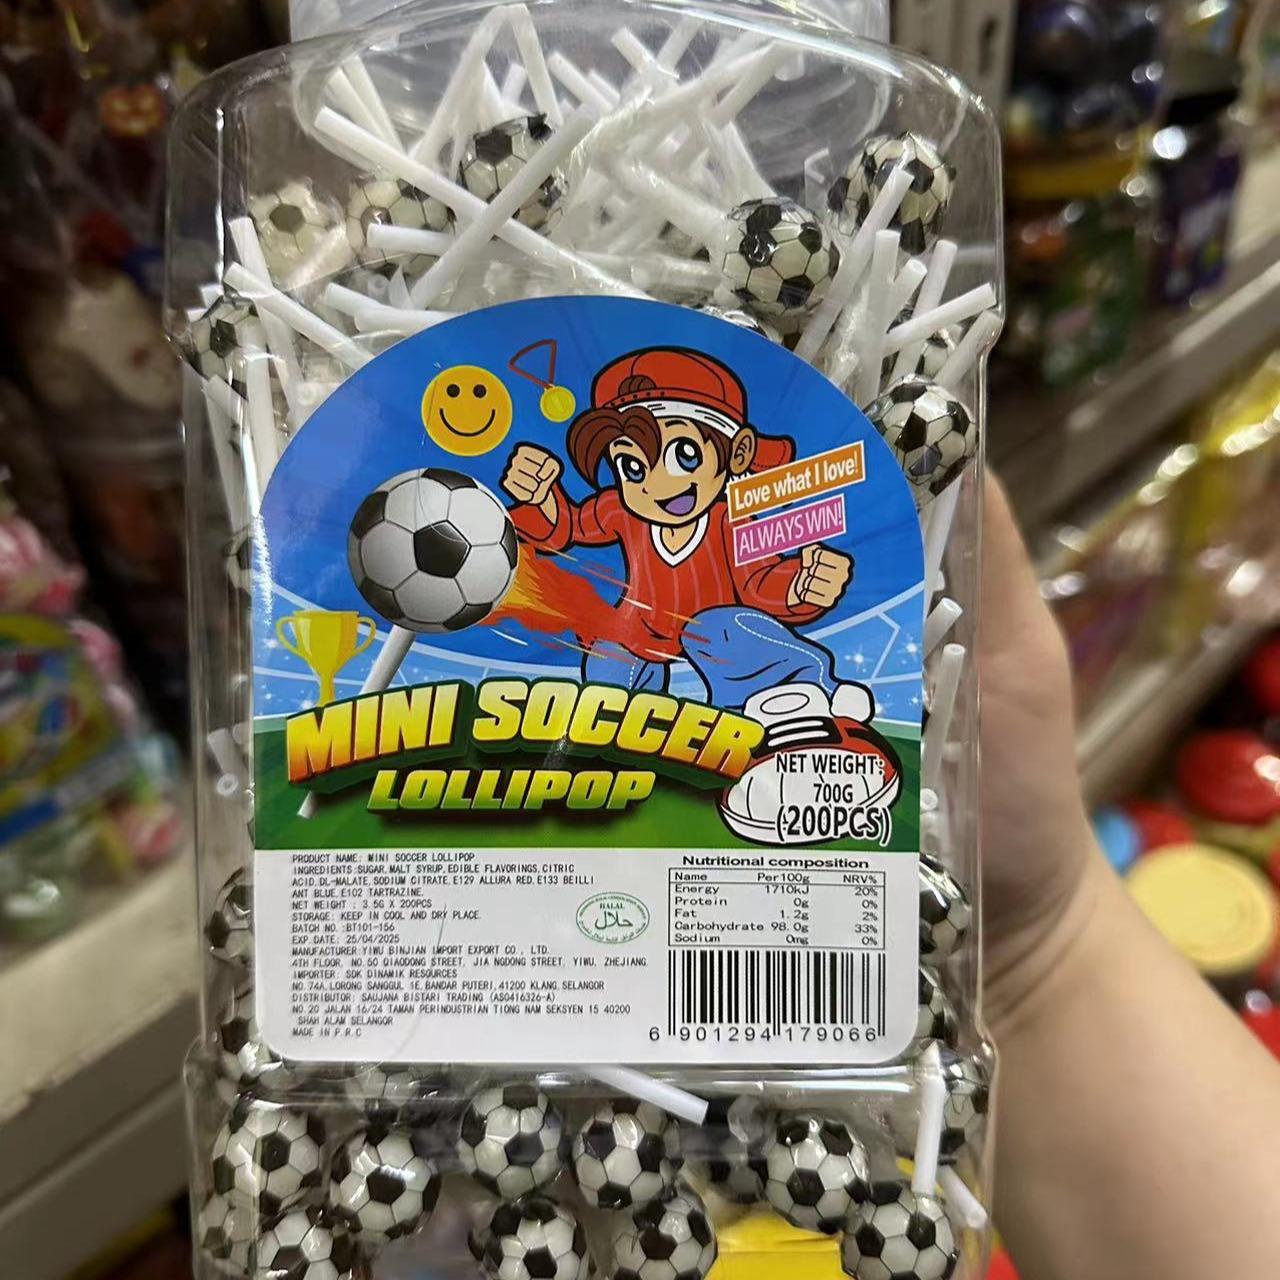 Love what I love!
ALWAYS WIN!
MINI SOCCER
LOLLIPOP
NET WEIGHT:
700G
(200PCS)
PRODUCT NAME: MINI SOCCER LOLLIPOP
INGREDIENTS:SUGAR, MALT SYRUP, EDIBLE FLAVORINGS, CITRIC
ACID, DL-MALATE, SODIUM CITRATE, E129 ALLURA RED, E133 BEILLI
ANT BLUE, E102 TARTRAZINE.
NET WEIGHT : 3.5G X 200PCS
STORAGE: KEEP IN COOL AND DRY PLACE.
BATCH NO.:BT101-156
EXP.DATE: 25/04/2025
MANUFACTURER:YIWU BINJIAN IMPORT EXPORT CO., LTD.
4TH FLOOR, NO.50 QIAODONG STREET, JIA NGDONG STREET, YIWU, ZHEJIANG.
IMPORTER: SDK DINAMIK RESOURCES
NO.74A, LORONG SANGGUL 1E, BANDAR PUTERI, 41200 KLANG, SELANGOR
DISTRIBUTOR: SAUJANA BISTARI TRADING (AS0416326-A)
NO.20 JALAN 16/24 TAMAN PERINDUSTRIAN TIONG NAM SEKSYEN 15 40200
SHAH ALAM SELANGOR
MADE IN P.R.C
HALAL
حلال
Nutritional composition
Name Per100g NRV%
Energy 1710kJ 20%
Protein 0g 0%
Fat 1.2g 2%
Carbohydrate 98.0g 33%
Sodium 0mg 0%
6 901294 179066